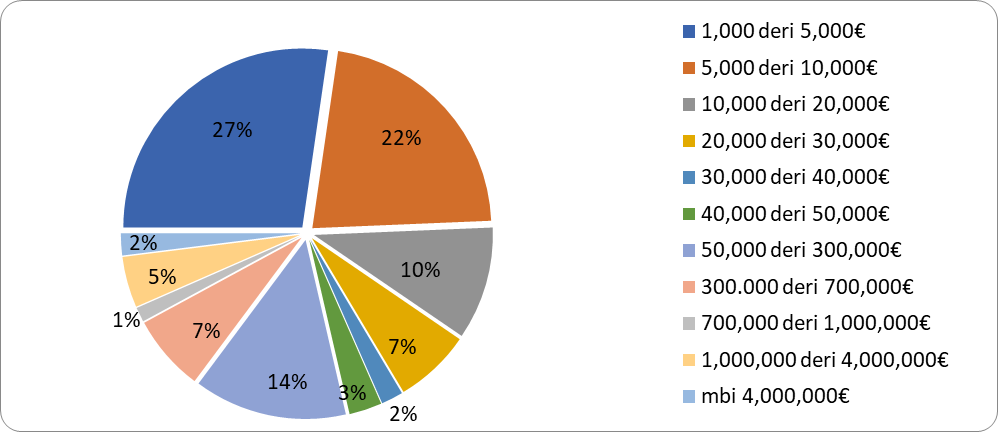 27%
22%
10%
7%
2%
3%
14%
7%
1%
5%
2%
1,000 deri 5,000€
5,000 deri 10,000€
10,000 deri 20,000€
20,000 deri 30,000€
30,000 deri 40,000€
40,000 deri 50,000€
50,000 deri 300,000€
300.000 deri 700,000€
700,000 deri 1,000,000€
1,000,000 deri 4,000,000€
mbi 4,000,000€